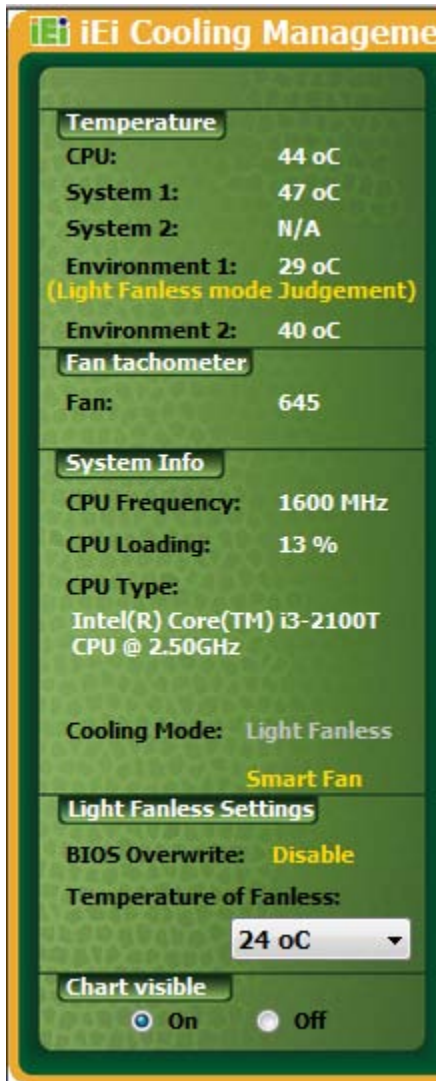 iEi iEi Cooling Manageme
Temperature
CPU: 44 oC
System 1: 47 oC
System 2: N/A
Environment 1: 29 oC
(Light Fanless mode Judgement)
Environment 2: 40 oC
Fan tachometer
Fan: 645
System Info
CPU Frequency: 1600 MHz
CPU Loading: 13 %
CPU Type:
Intel(R) Core(TM) i3-2100T
CPU @ 2.50GHz
Cooling Mode: Light Fanless
Smart Fan
Light Fanless Settings
BIOS Overwrite: Disable
Temperature of Fanless:
24 oC
Chart visible
On Off